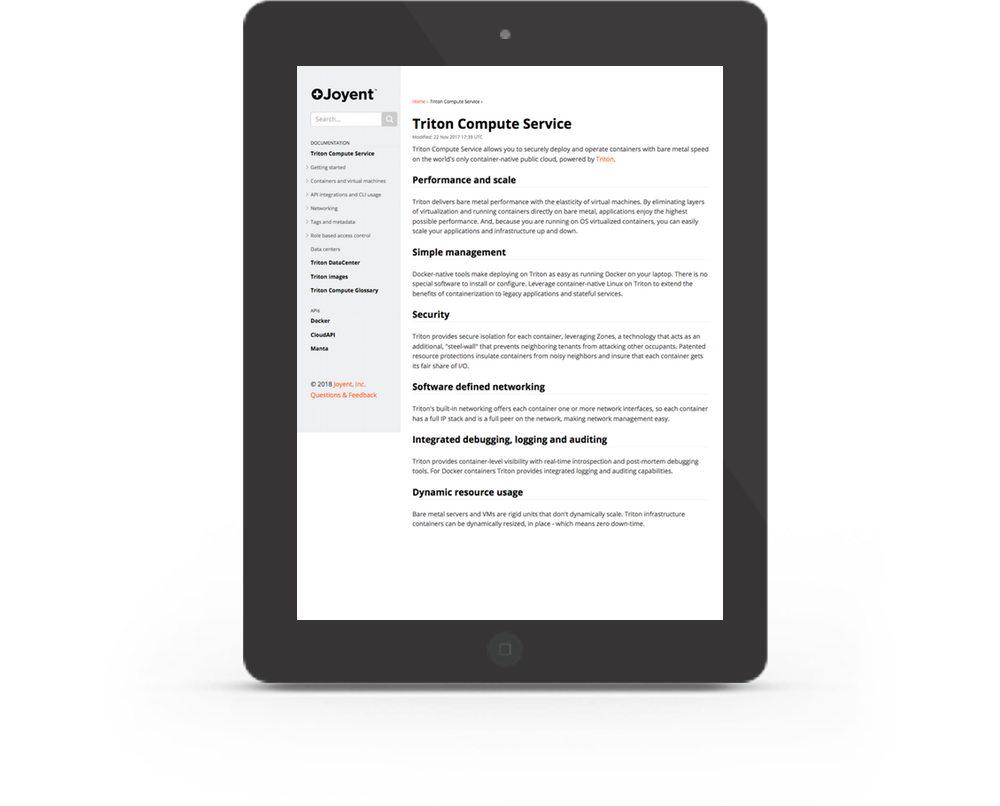 Joyent
Search...
DOCUMENTATION
Triton Compute Service
Getting started
Containers and virtual machines
API integrations and CLI usage
Networking
Tags and metadata
Role based access control
Data centers
Triton DataCenter
Triton images
Triton Compute Glossary
APIs
Docker
CloudAPI
Manta
© 2018 Joyent, Inc.
Questions & Feedback
Home › Triton Compute Service ›
Triton Compute Service
Modified: 22 Nov 2017 17:39 UTC
Triton Compute Service allows you to securely deploy and operate containers with bare metal speed
on the world's only container-native public cloud, powered by Triton.
Performance and scale
Triton delivers bare metal performance with the elasticity of virtual machines. By eliminating layers
of virtualization and running containers directly on bare metal, applications enjoy the highest
possible performance. And, because you are running on OS virtualized containers, you can easily
scale your applications and infrastructure up and down.
Simple management
Docker-native tools make deploying on Triton as easy as running Docker on your laptop. There is no
special software to install or configure. Leverage container-native Linux on Triton to extend the
benefits of containerization to legacy applications and stateful services.
Security
Triton provides secure isolation for each container, leveraging Zones, a technology that acts as an
additional, "steel-wall" that prevents neighboring tenants from attacking other occupants. Patented
resource protections insulate containers from noisy neighbors and insure that each container gets
its fair share of I/O.
Software defined networking
Triton's built-in networking offers each container one or more network interfaces, so each container
has a full IP stack and is a full peer on the network, making network management easy.
Integrated debugging, logging and auditing
Triton provides container-level visibility with real-time introspection and post-mortem debugging
tools. For Docker containers Triton provides integrated logging and auditing capabilities.
Dynamic resource usage
Bare metal servers and VMs are rigid units that don't dynamically scale. Triton infrastructure
containers can be dynamically resized, in place - which means zero down-time.